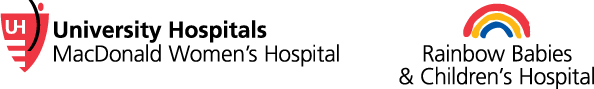 UH
University Hospitals
MacDonald Women's Hospital
Rainbow Babies
& Children's Hospital